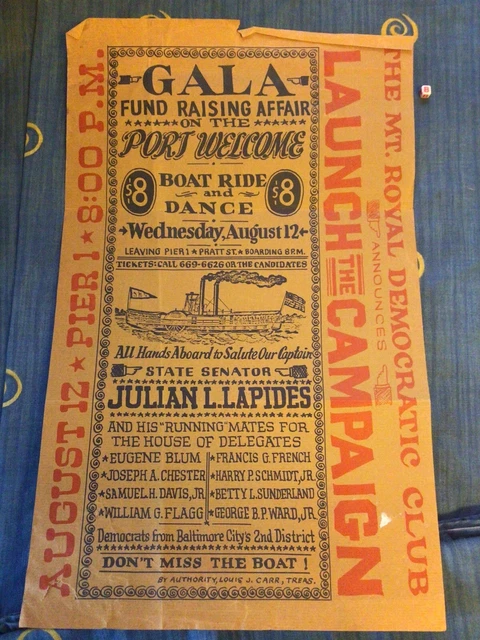 GALA
FUND RAISING AFFAIR
ON THE
PORT WELCOME
$8 BOAT RIDE $8
and
DANCE
Wednesday, August 12
LEAVING PIER 1 ★ PRATT ST. ★ BOARDING 8 P.M.
TICKETS: CALL 669-6626 OR THE CANDIDATES
All Hands Aboard to Salute Our Captain
STATE SENATOR
JULIAN L. LAPIDES
AND HIS "RUNNING" MATES FOR
THE HOUSE OF DELEGATES
★ EUGENE BLUM ★ FRANCIS G. FRENCH
★ JOSEPH A. CHESTER ★ HARRY P. SCHMIDT, JR.
★ SAMUEL H. DAVIS, JR. ★ BETTY L. SUNDERLAND
★ WILLIAM G. FLAGG ★ GEORGE B. P. WARD, JR.
Democrats from Baltimore City's 2nd District
DON'T MISS THE BOAT!
BY AUTHORITY, LOUIS J. CARR, TREAS.
AUGUST 12 ★ PIER 1 ★ 8:00 P.M.
THE MT. ROYAL DEMOCRATIC CLUB
ANNOUNCES
LAUNCH THE CAMPAIGN